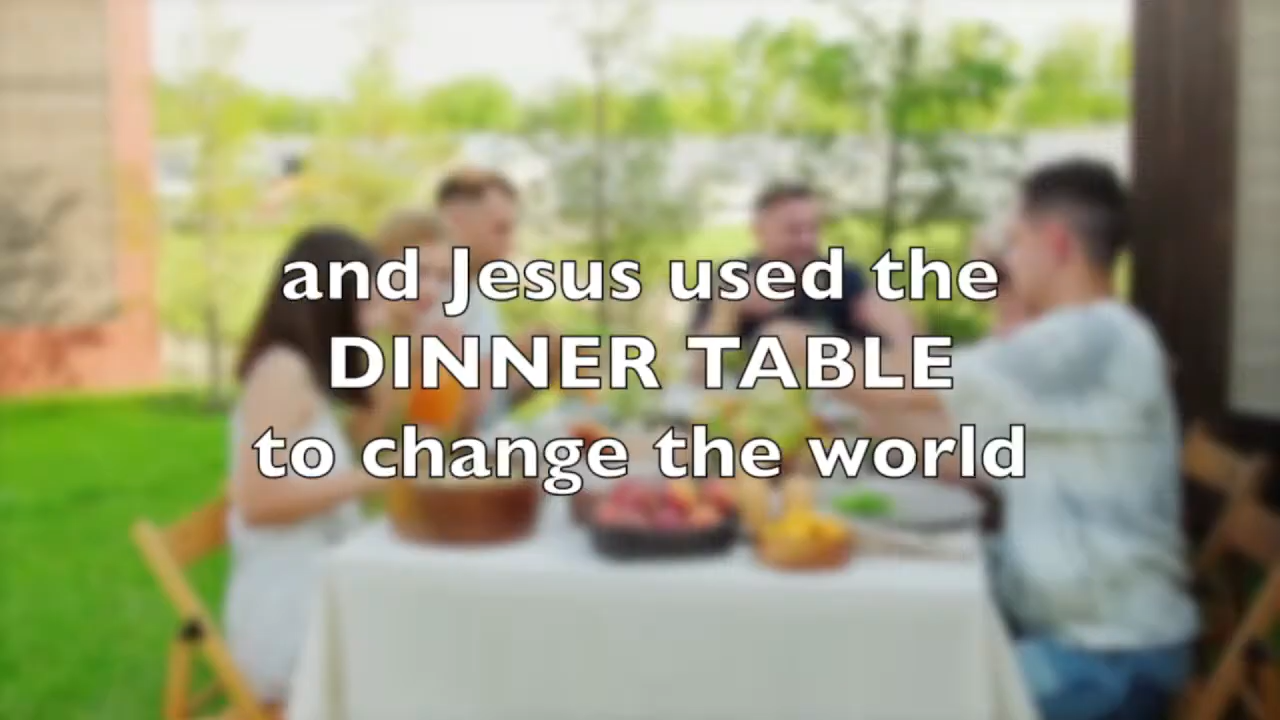 and Jesus used the
DINNER TABLE
to change the world